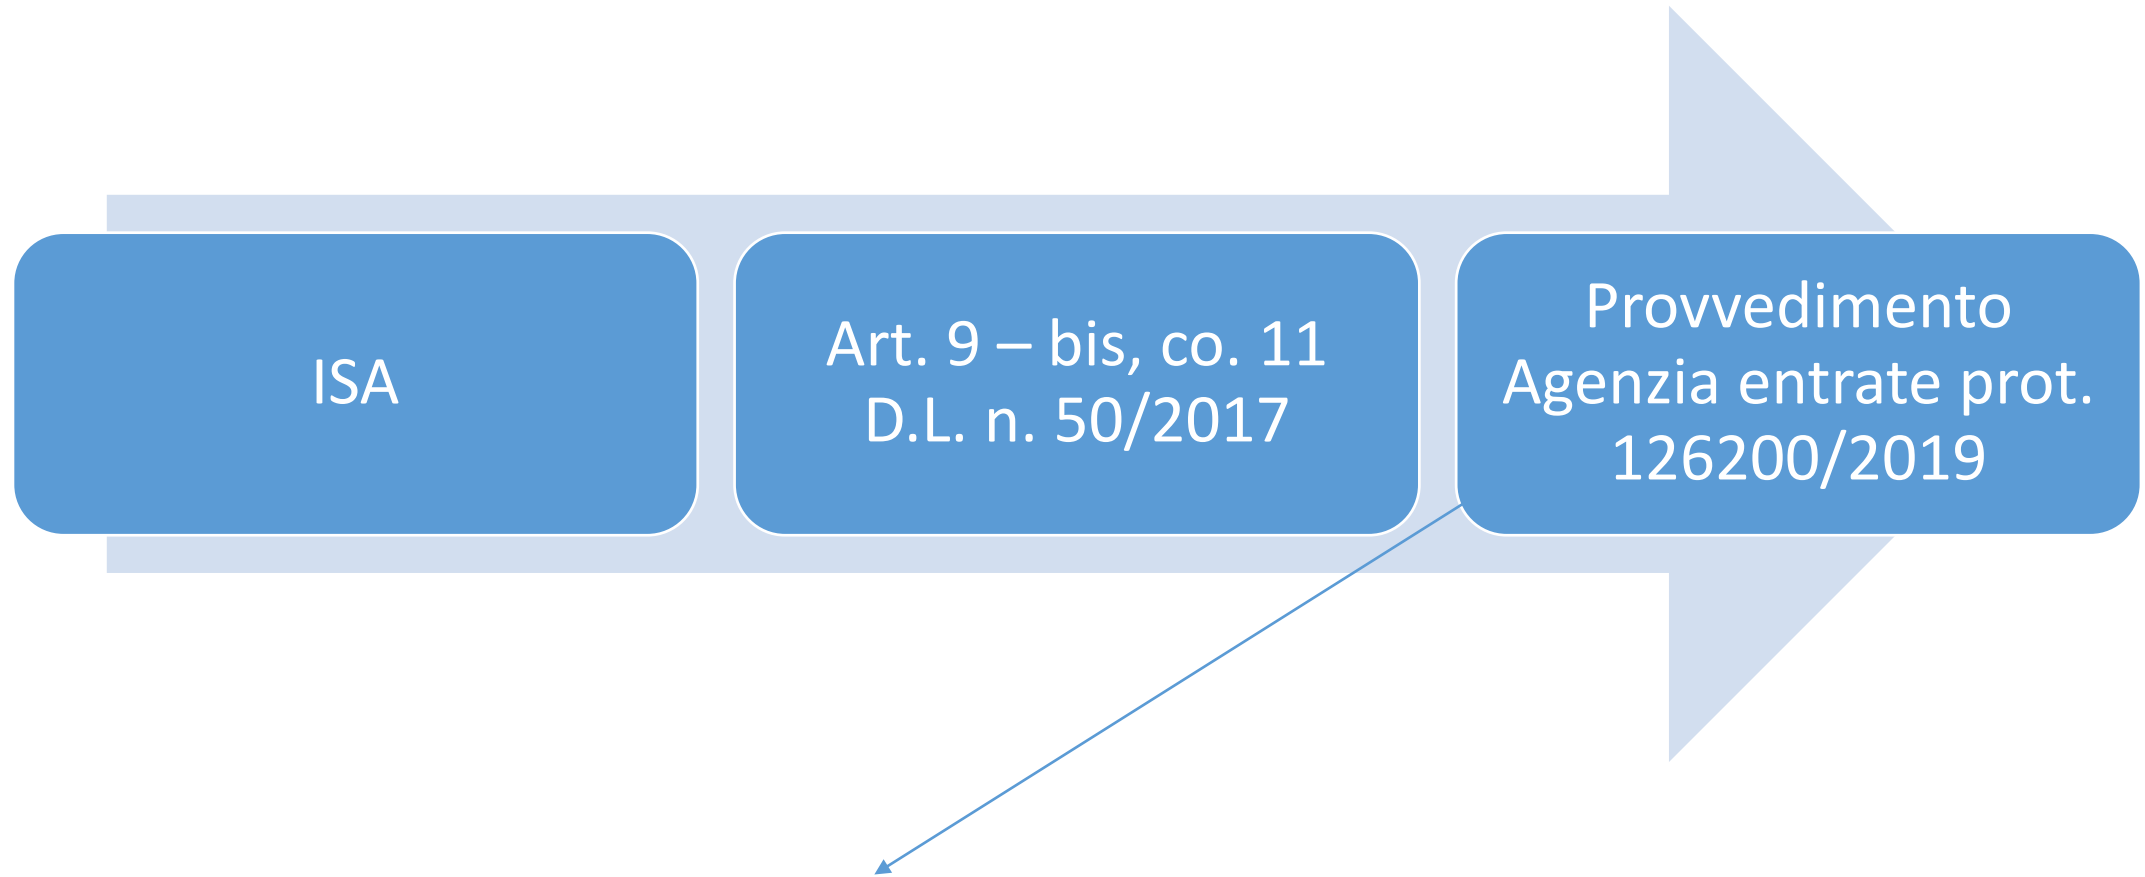 ISA
Art. 9 – bis, co. 11
D.L. n. 50/2017
Provvedimento
Agenzia entrate prot.
126200/2019